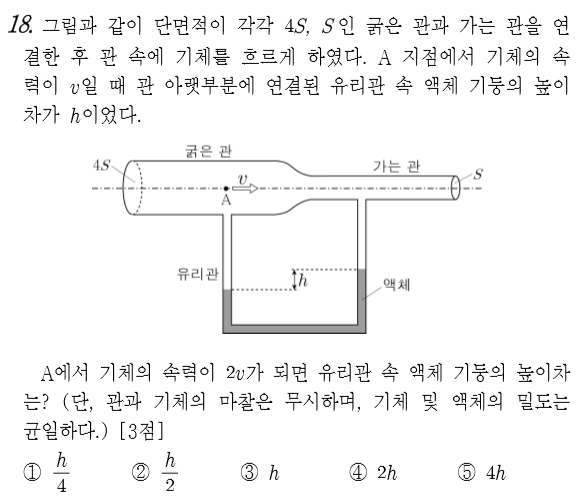 18. 그림과 같이 단면적이 각각 4S, S인 굵은 관과 가는 관을 연
결한 후 관 속에 기체를 흐르게 하였다. A 지점에서 기체의 속
력이 v일 때 관 아랫부분에 연결된 유리관 속 액체 기둥의 높이
차가 h이었다.
굵은 관
가는 관
4S
S
v
A
유리관
h
액체
A에서 기체의 속력이 2v가 되면 유리관 속 액체 기둥의 높이차
는? (단, 관과 기체의 마찰은 무시하며, 기체 및 액체의 밀도는
균일하다.) [3점]
① h/4 ② h/2 ③ h ④ 2h ⑤ 4h